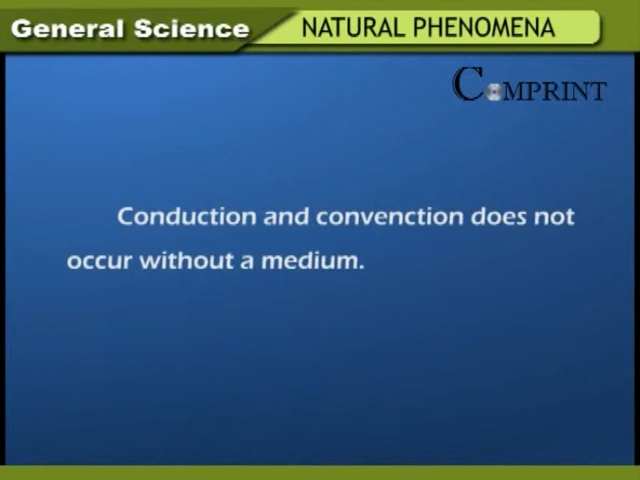 General Science
NATURAL PHENOMENA
COMPRINT
Conduction and convenction does not
occur without a medium.